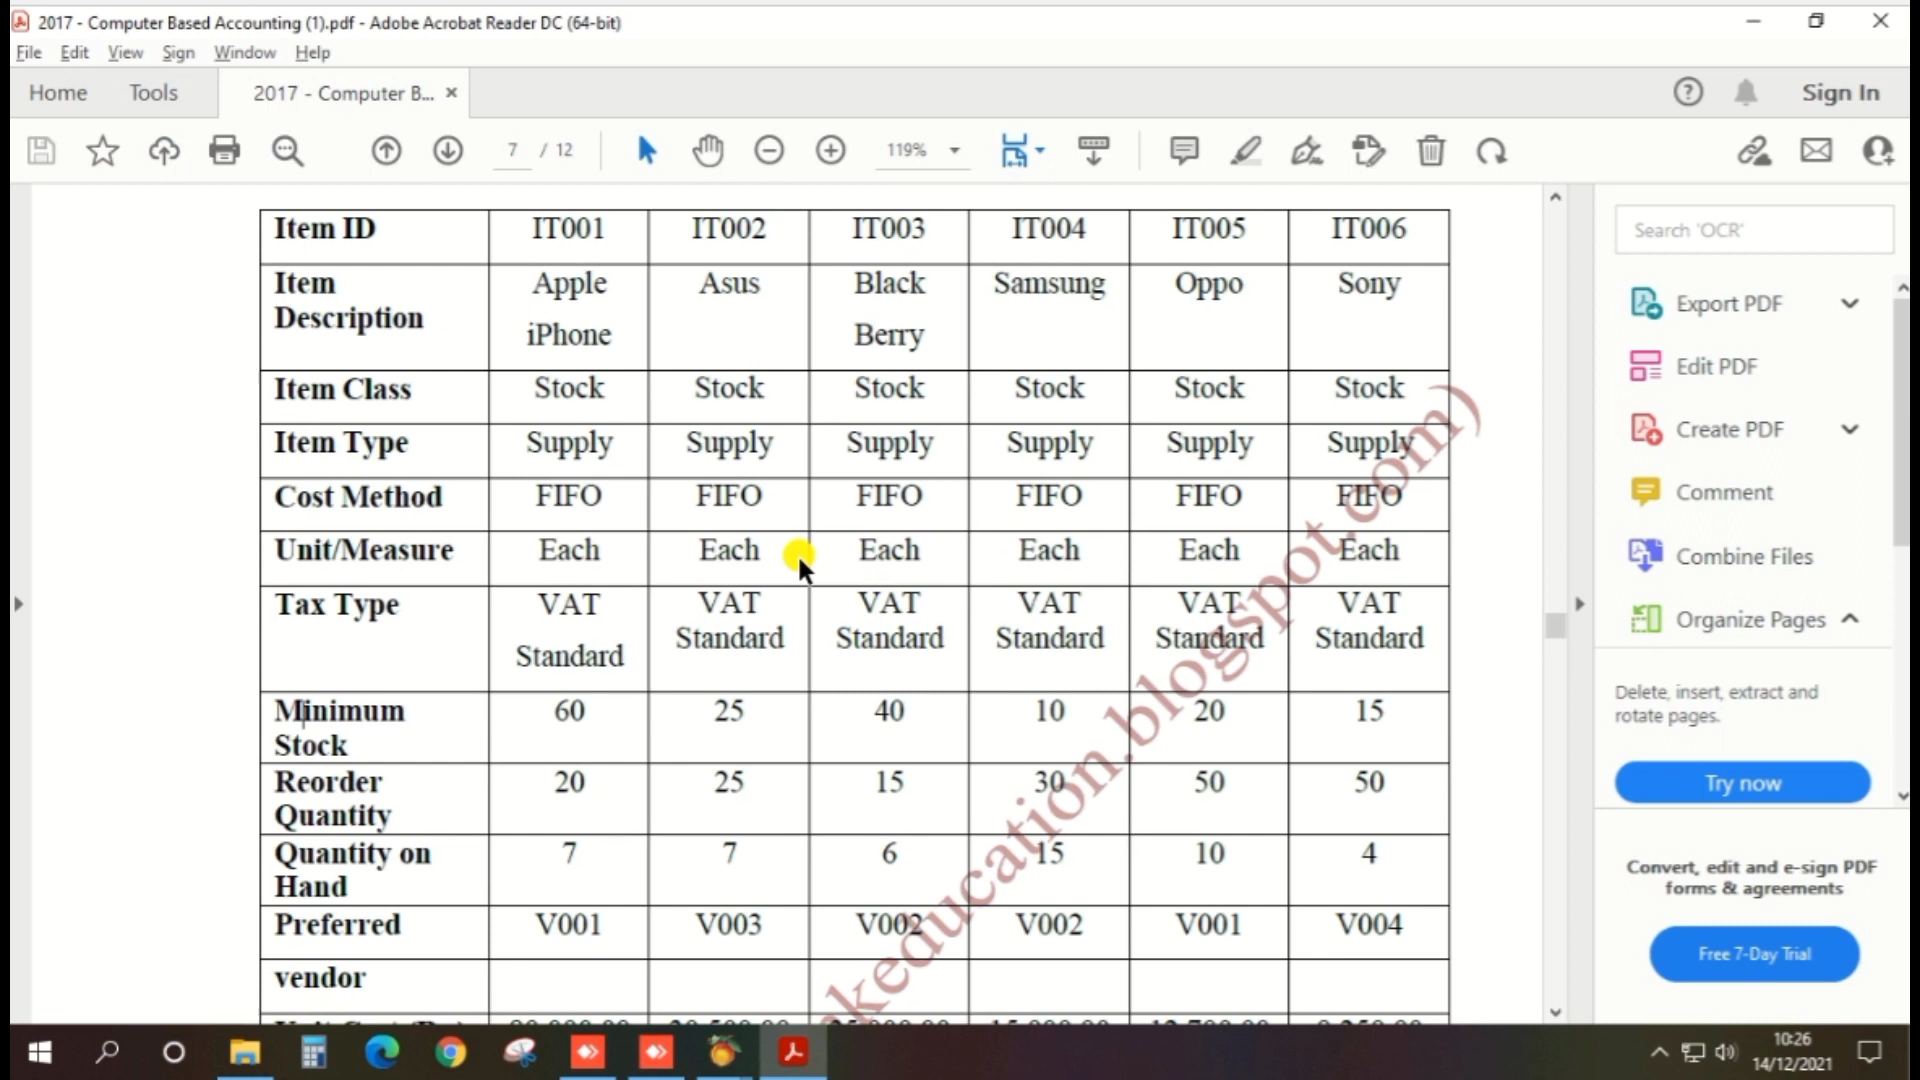 2017 - Computer Based Accounting (1).pdf - Adobe Acrobat Reader DC (64-bit)
File Edit View Sign Window Help
Home Tools 2017 - Computer B... × Sign In
7 / 12 119%
Item ID IT001 IT002 IT003 IT004 IT005 IT006
Item Apple Asus Black Samsung Oppo Sony
Description iPhone Berry
Item Class Stock Stock Stock Stock Stock Stock
Item Type Supply Supply Supply Supply Supply Supply
Cost Method FIFO FIFO FIFO FIFO FIFO FIFO
Unit/Measure Each Each Each Each Each Each
Tax Type VAT VAT VAT VAT VAT VAT
Standard Standard Standard Standard Standard Standard
Minimum 60 25 40 10 20 15
Stock
Reorder 20 25 15 30 50 50
Quantity
Quantity on 7 7 6 15 10 4
Hand
Preferred V001 V003 V002 V002 V001 V004
vendor
keducation.blogspot.com)
Search 'OCR'
Export PDF
Edit PDF
Create PDF
Comment
Combine Files
Organize Pages
Delete, insert, extract and
rotate pages.
Try now
Convert, edit and e-sign PDF
forms & agreements
Free 7-Day Trial
10:26
14/12/2021